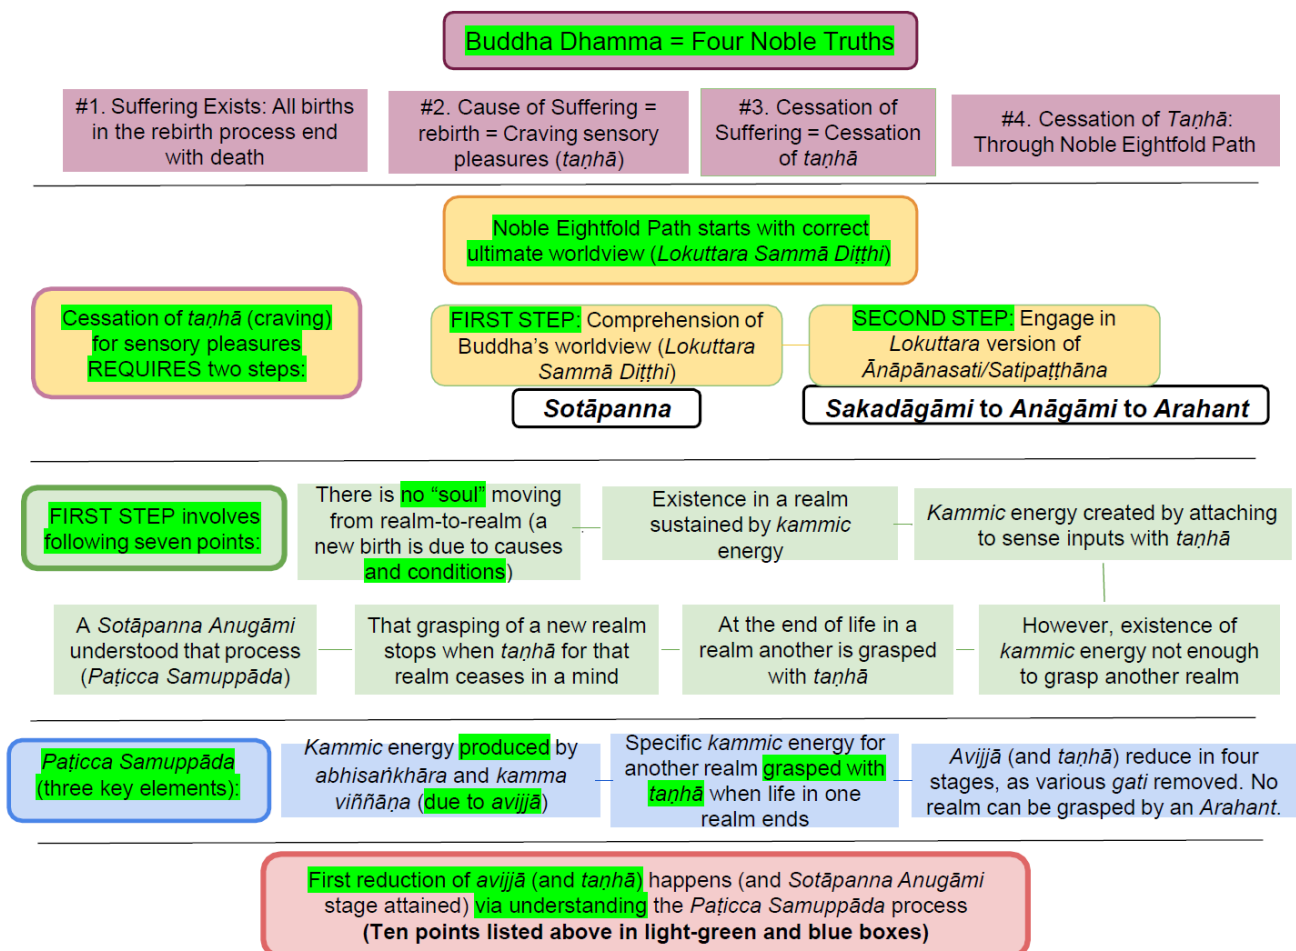 Buddha Dhamma = Four Noble Truths
#1. Suffering Exists: All births
in the rebirth process end
with death
#2. Cause of Suffering =
rebirth = Craving sensory
pleasures (taṇhā)
#3. Cessation of
Suffering = Cessation
of taṇhā
#4. Cessation of Taṇhā:
Through Noble Eightfold Path
Noble Eightfold Path starts with correct
ultimate worldview (Lokuttara Sammā Diṭṭhi)
Cessation of taṇhā (craving)
for sensory pleasures
REQUIRES two steps:
FIRST STEP: Comprehension of
Buddha's worldview (Lokuttara
Sammā Diṭṭhi)
SECOND STEP: Engage in
Lokuttara version of
Ānāpānasati/Satipaṭṭhāna
Sotāpanna
Sakadāgāmi to Anāgāmi to Arahant
FIRST STEP involves
following seven points:
There is no “soul” moving
from realm-to-realm (a
new birth is due to causes
and conditions)
Existence in a realm
sustained by kammic
energy
Kammic energy created by attaching
to sense inputs with taṇhā
However, existence of
kammic energy not enough
to grasp another realm
At the end of life in a
realm another is grasped
with taṇhā
That grasping of a new realm
stops when taṇhā for that
realm ceases in a mind
A Sotāpanna Anugāmi
understood that process
(Paṭicca Samuppāda)
Paṭicca Samuppāda
(three key elements):
Kammic energy produced by
abhisaṅkhāra and kamma
viññāṇa (due to avijjā)
Specific kammic energy for
another realm grasped with
taṇhā when life in one
realm ends
Avijjā (and taṇhā) reduce in four
stages, as various gati removed. No
realm can be grasped by an Arahant.
First reduction of avijjā (and taṇhā) happens (and Sotāpanna Anugāmi
stage attained) via understanding the Paṭicca Samuppāda process
(Ten points listed above in light-green and blue boxes)